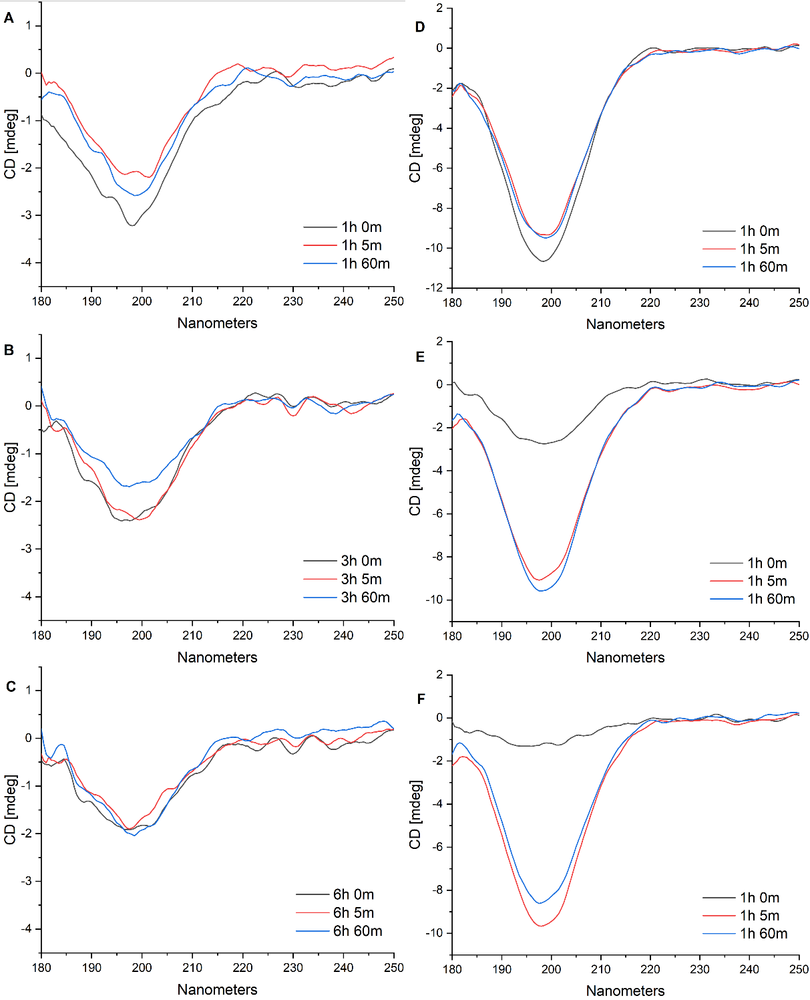 A
1
0
-1
-2
-3
-4
CD [mdeg]
1h 0m
1h 5m
1h 60m
180 190 200 210 220 230 240 250
Nanometers
B
1
0
-1
-2
-3
-4
CD [mdeg]
3h 0m
3h 5m
3h 60m
180 190 200 210 220 230 240 250
Nanometers
C
1
0
-1
-2
-3
-4
CD [mdeg]
6h 0m
6h 5m
6h 60m
180 190 200 210 220 230 240 250
Nanometers
D
2
0
-2
-4
-6
-8
-10
-12
CD [mdeg]
1h 0m
1h 5m
1h 60m
180 190 200 210 220 230 240 250
Nanometers
E
2
0
-2
-4
-6
-8
-10
CD [mdeg]
1h 0m
1h 5m
1h 60m
180 190 200 210 220 230 240 250
Nanometers
F
2
0
-2
-4
-6
-8
-10
CD [mdeg]
1h 0m
1h 5m
1h 60m
180 190 200 210 220 230 240 250
Nanometers